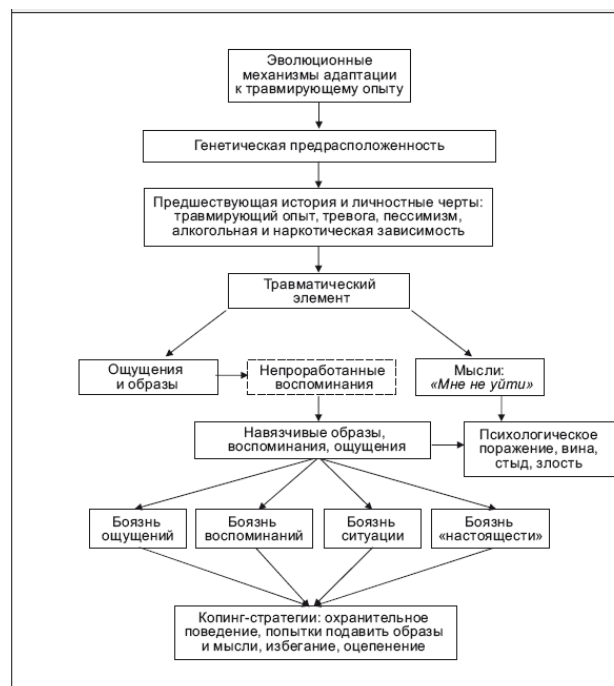 Эволюционные
механизмы адаптации
к травмирующему опыту
Генетическая предрасположенность
Предшествующая история и личностные черты:
травмирующий опыт, тревога, пессимизм,
алкогольная и наркотическая зависимость
Травматический
элемент
Ощущения
и образы
Непроработанные
воспоминания
Мысли:
«Мне не уйти»
Навязчивые образы,
воспоминания, ощущения
Психологическое
поражение, вина,
стыд, злость
Боязнь
ощущений
Боязнь
воспоминаний
Боязнь
ситуации
Боязнь
«настоящести»
Копинг-стратегии: охранительное
поведение, попытки подавить образы
и мысли, избегание, оцепенение